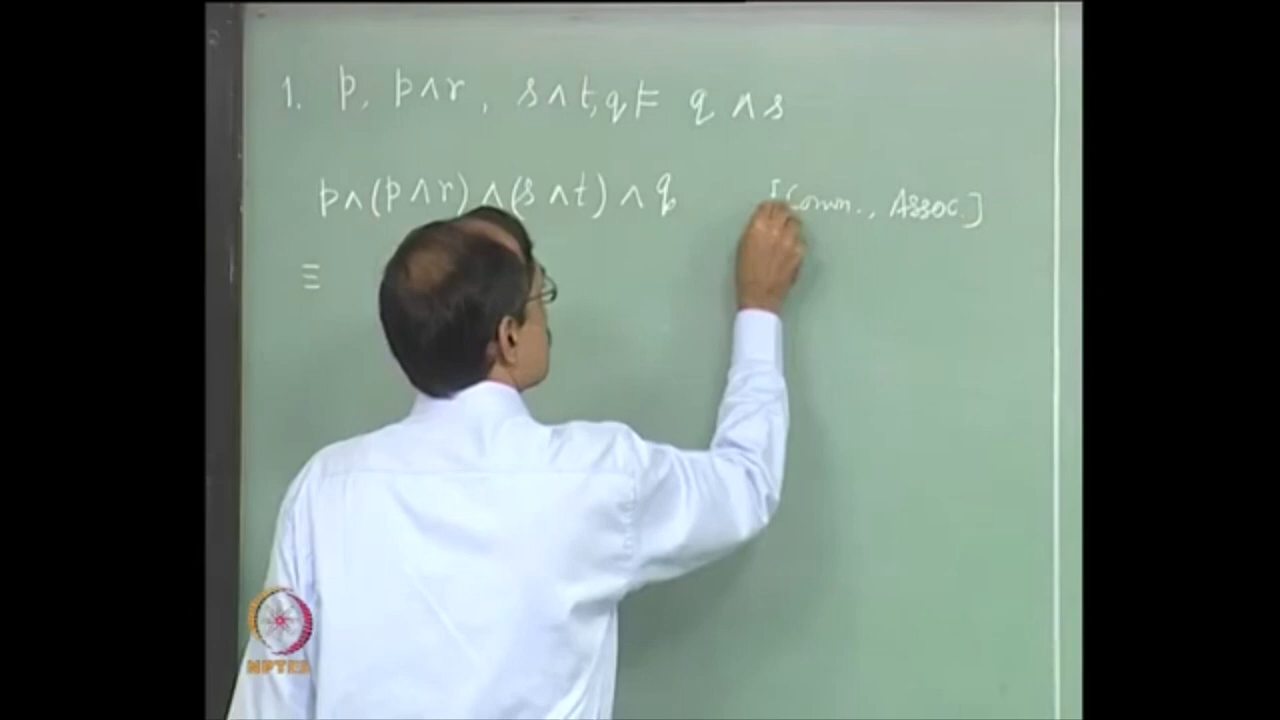 1. p, p∧r, s∧t, q ⊨ q∧s
p∧(p∧r)∧(s∧t)∧q [Comm., Assoc.]
≡
NPTEL